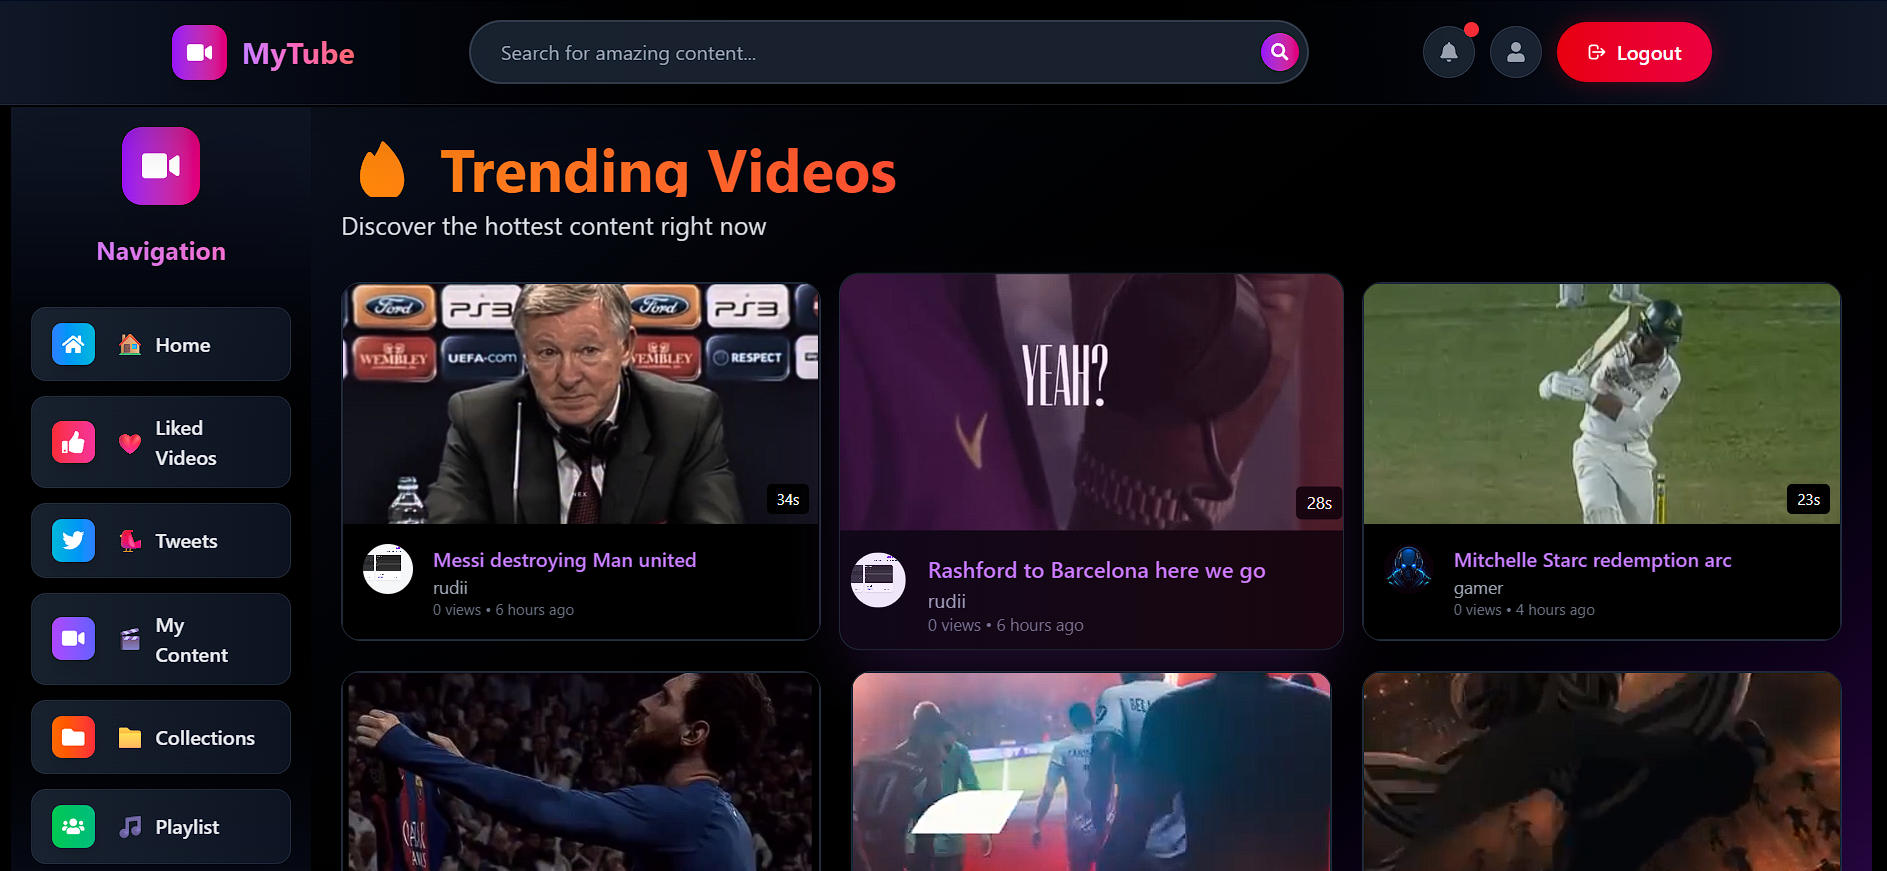 MyTube
Search for amazing content...
Logout
Navigation
Home
Liked
Videos
Tweets
My
Content
Collections
Playlist
Trending Videos
Discover the hottest content right now
Ford
PS3
Ford
PS3
WEMBLEY
UEFA.com
WEMBLEY
RESPECT
34s
Messi destroying Man united
rudii
0 views • 6 hours ago
YEAH?
28s
Rashford to Barcelona here we go
rudii
0 views • 6 hours ago
23s
Mitchelle Starc redemption arc
gamer
0 views • 4 hours ago